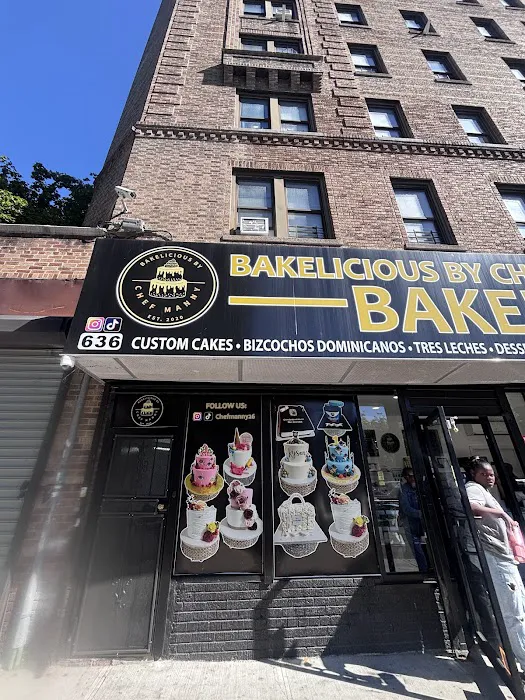 BAKELICIOUS BY
CHEF MANNY
EST. 2020
BAKELICIOUS BY CH
BAKE
636
CUSTOM CAKES • BIZCOCHOS DOMINICANOS • TRES LECHES • DESS
FOLLOW US:
Chefmanny26